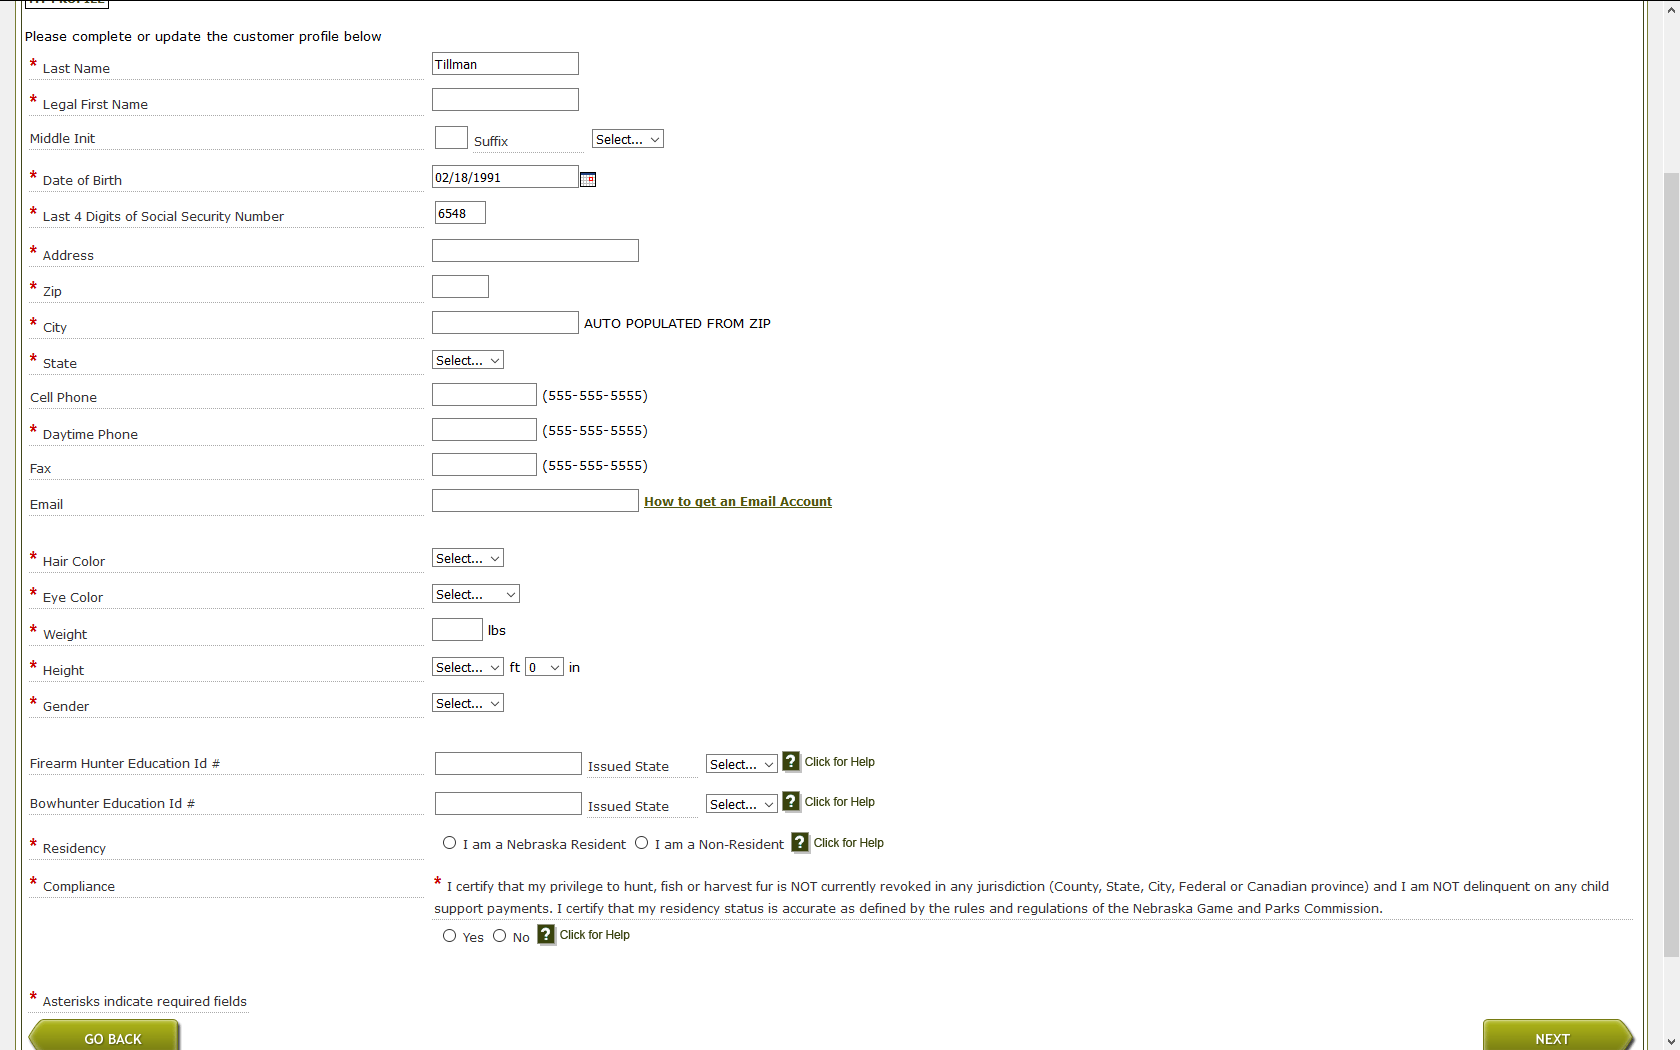 MY PROFILE
Please complete or update the customer profile below
* Last Name Tillman
* Legal First Name
Middle Init Suffix Select...
* Date of Birth 02/18/1991
* Last 4 Digits of Social Security Number 6548
* Address
* Zip
* City AUTO POPULATED FROM ZIP
* State Select...
Cell Phone (555-555-5555)
* Daytime Phone (555-555-5555)
Fax (555-555-5555)
Email How to get an Email Account
* Hair Color Select...
* Eye Color Select...
* Weight lbs
* Height Select... ft 0 in
* Gender Select...
Firearm Hunter Education Id # Issued State Select... ? Click for Help
Bowhunter Education Id # Issued State Select... ? Click for Help
* Residency I am a Nebraska Resident I am a Non-Resident ? Click for Help
* Compliance * I certify that my privilege to hunt, fish or harvest fur is NOT currently revoked in any jurisdiction (County, State, City, Federal or Canadian province) and I am NOT delinquent on any child
support payments. I certify that my residency status is accurate as defined by the rules and regulations of the Nebraska Game and Parks Commission.
Yes No ? Click for Help
* Asterisks indicate required fields
GO BACK NEXT